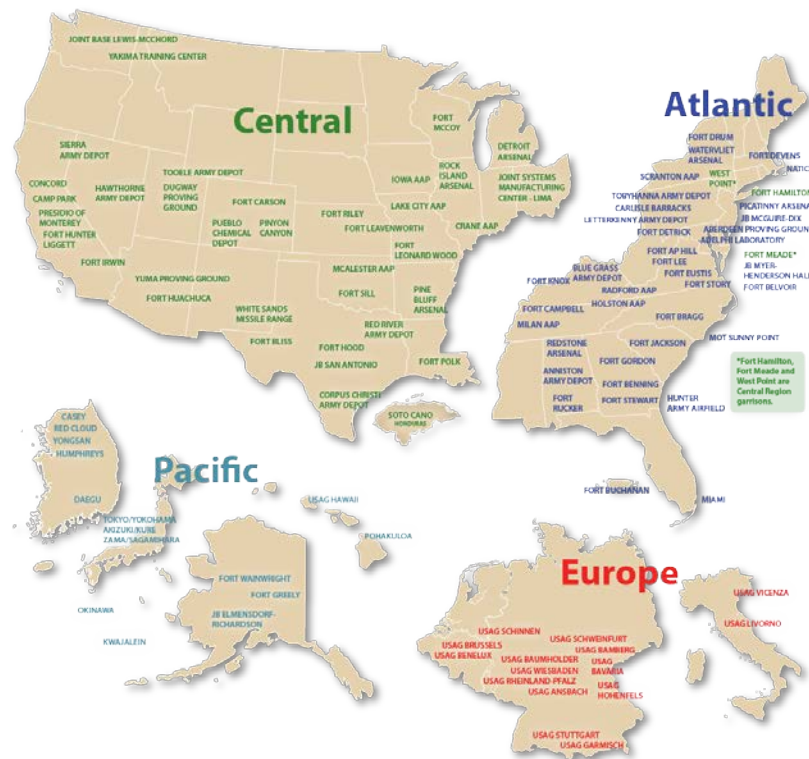 Central
JOINT BASE LEWIS-MCCHORD
YAKIMA TRAINING CENTER
FORT
MCCOY
DETROIT
ARSENAL
SIERRA
ARMY DEPOT
TOOELE ARMY DEPOT
ROCK
ISLAND
ARSENAL
JOINT SYSTEMS
MANUFACTURING
CENTER - LIMA
IOWA AAP
CONCORD
CAMP PARK
PRESIDIO OF
MONTEREY
FORT HUNTER
LIGGETT
HAWTHORNE
ARMY DEPOT
DUGWAY
PROVING
GROUND
FORT CARSON
PUEBLO
CHEMICAL
DEPOT
PINYON
CANYON
FORT RILEY
LAKE CITY AAP
FORT LEAVENWORTH
CRANE AAP
FORT
LEONARD WOOD
FORT IRWIN
YUMA PROVING GROUND
FORT HUACHUCA
MCALESTER AAP
FORT SILL
PINE
BLUFF
ARSENAL
WHITE SANDS
MISSILE RANGE
FORT BLISS
RED RIVER
ARMY DEPOT
FORT HOOD
JB SAN ANTONIO
FORT POLK
CORPUS CHRISTI
ARMY DEPOT
SOTO CANO
HONDURAS
Atlantic
FORT DRUM
WATERVLIET
ARSENAL
FORT DEVENS
NATICK
SCRANTON AAP
WEST
POINT*
TOBYHANNA ARMY DEPOT
FORT HAMILTON*
CARLISLE BARRACKS
PICATINNY ARSENAL
LETTERKENNY ARMY DEPOT
JB MCGUIRE-DIX
FORT DETRICK
ABERDEEN PROVING GROUND
ADELPHI LABORATORY
FORT AP HILL
FORT MEADE*
FORT LEE
JB MYER-
HENDERSON HALL
FORT BELVOIR
BLUE GRASS
ARMY DEPOT
FORT EUSTIS
FORT KNOX
RADFORD AAP
FORT STORY
HOLSTON AAP
FORT CAMPBELL
FORT BRAGG
MILAN AAP
MOT SUNNY POINT
REDSTONE
ARSENAL
FORT JACKSON
FORT GORDON
ANNISTON
ARMY DEPOT
FORT BENNING
FORT
RUCKER
FORT STEWART
HUNTER
ARMY AIRFIELD
FORT BUCHANAN
MIAMI
*Fort Hamilton,
Fort Meade and
West Point are
Central Region
garrisons.
Pacific
CASEY
RED CLOUD
YONGSAN
HUMPHREYS
DAEGU
TOKYO/YOKOHAMA
AKIZUKI/KURE
ZAMA/SAGAMIHARA
OKINAWA
KWAJALEIN
USAG HAWAII
POHAKULOA
FORT WAINWRIGHT
FORT GREELY
JB ELMENSDORF-
RICHARDSON
Europe
USAG SCHINNEN
USAG BRUSSELS
USAG BENELUX
USAG SCHWEINFURT
USAG BAMBERG
USAG BAUMHOLDER
USAG
BAVARIA
USAG WIESBADEN
USAG RHEINLAND-PFALZ
USAG ANSBACH
USAG
HOHENFELS
USAG STUTTGART
USAG GARMISCH
USAG VICENZA
USAG LIVORNO